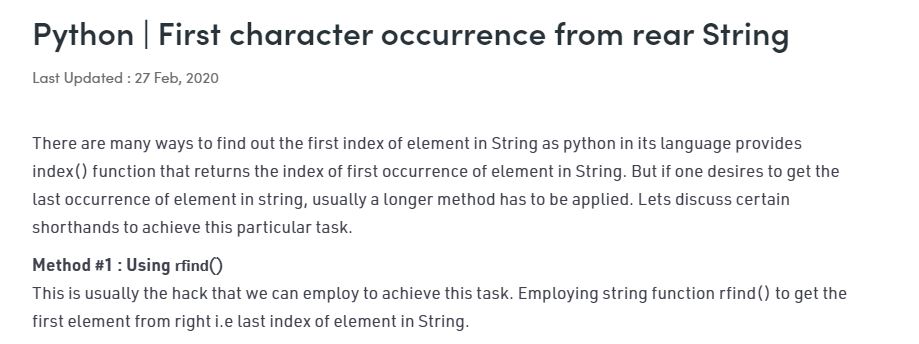 Python | First character occurrence from rear String
Last Updated : 27 Feb, 2020
There are many ways to find out the first index of element in String as python in its language provides
index() function that returns the index of first occurrence of element in String. But if one desires to get the
last occurrence of element in string, usually a longer method has to be applied. Lets discuss certain
shorthands to achieve this particular task.
Method #1 : Using rfind()
This is usually the hack that we can employ to achieve this task. Employing string function rfind() to get the
first element from right i.e last index of element in String.